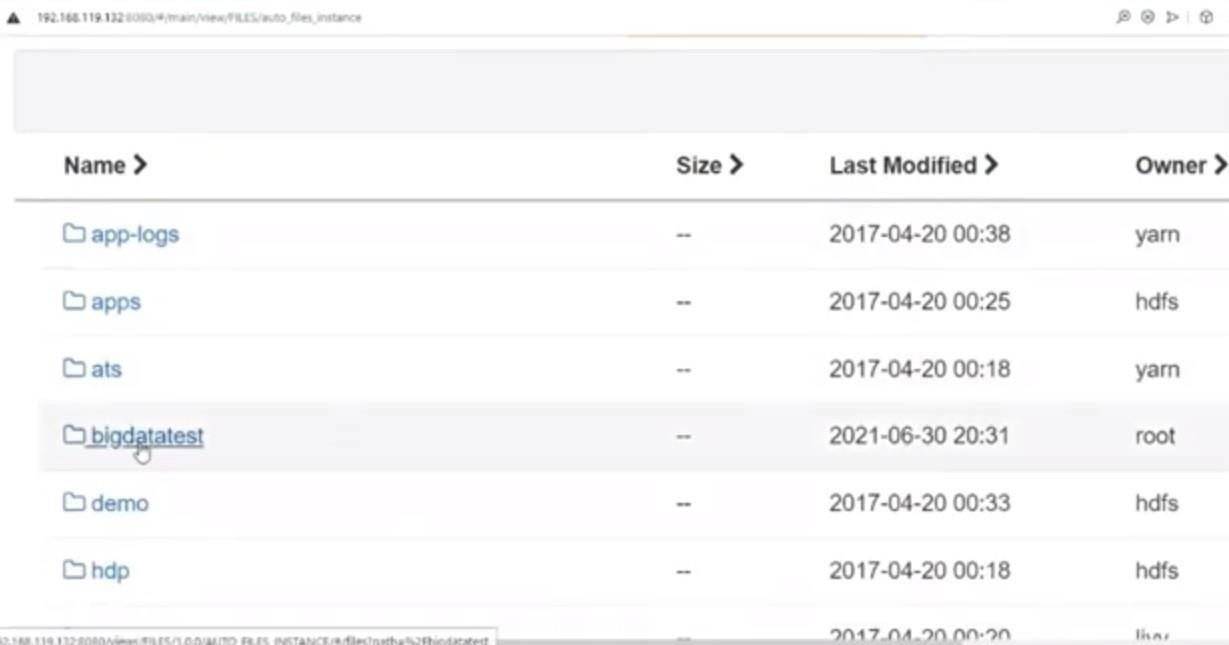 192.168.119.132:8080/#/main/view/FILES/auto_files_instance
Name Size Last Modified Owner
app-logs -- 2017-04-20 00:38 yarn
apps -- 2017-04-20 00:25 hdfs
ats -- 2017-04-20 00:18 yarn
bigdatatest -- 2021-06-30 20:31 root
demo -- 2017-04-20 00:33 hdfs
hdp -- 2017-04-20 00:18 hdfs
-- 2017-04-20 00:20 livy